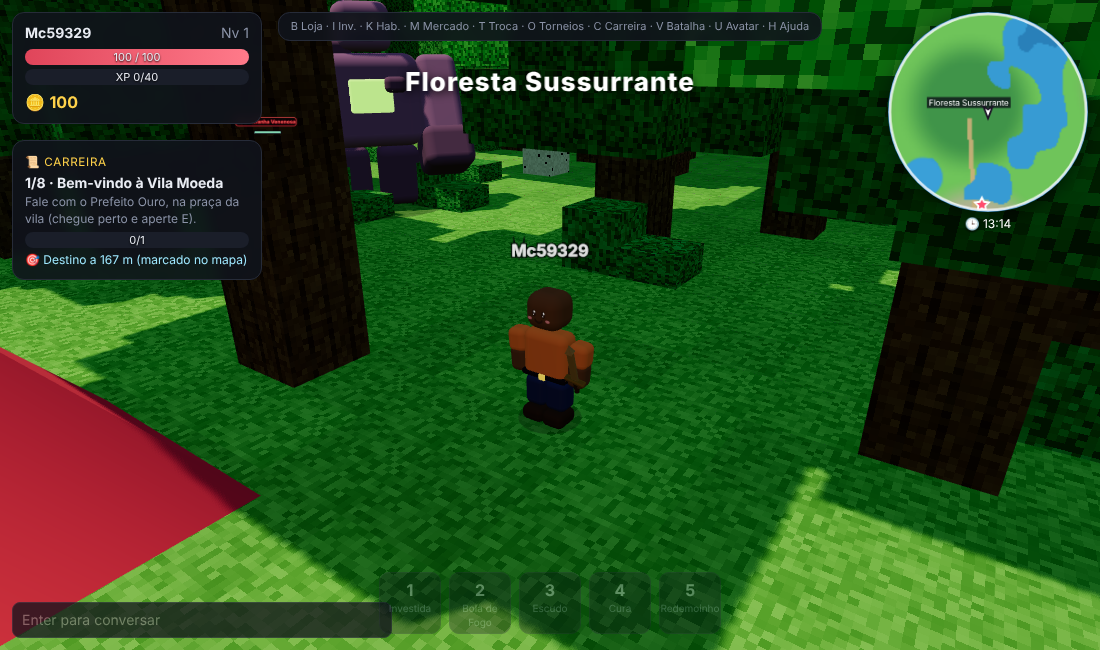 Mc59329 Nv 1
100 / 100
XP 0/40
100
B Loja · I Inv. · K Hab. · M Mercado · T Troca · O Torneios · C Carreira · V Batalha · U Avatar · H Ajuda
Floresta Sussurrante
Floresta Sussurrante
13:14
CARREIRA
1/8 · Bem-vindo à Vila Moeda
Fale com o Prefeito Ouro, na praça da
vila (chegue perto e aperte E).
0/1
Destino a 167 m (marcado no mapa)
Mc59329
1 2 3 4 5
Investida Bola de Fogo Escudo Cura Redemoinho
Enter para conversar